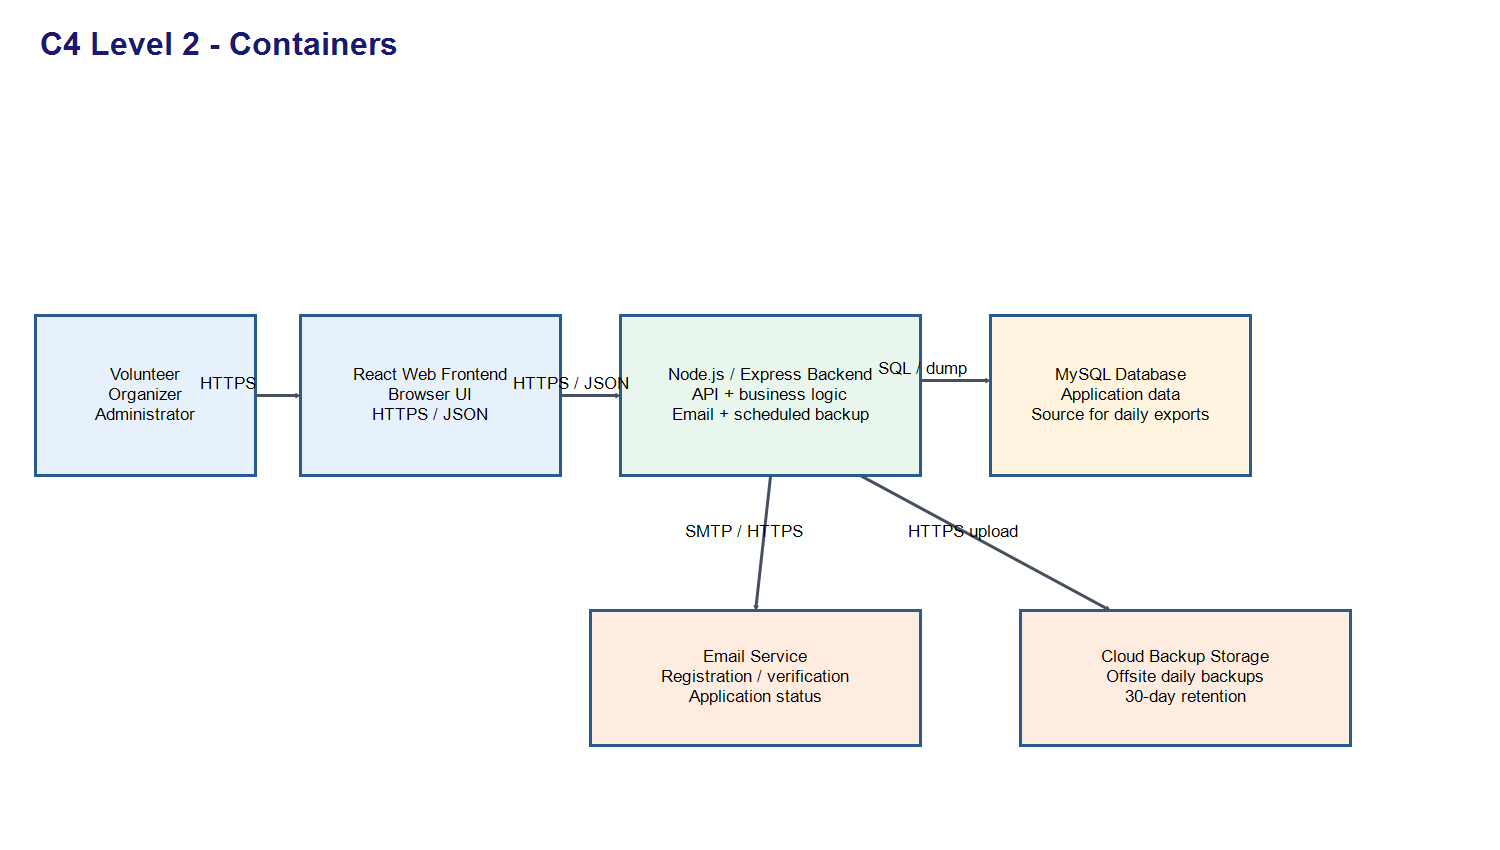 C4 Level 2 - Containers
Volunteer
Organizer
Administrator
HTTPS
React Web Frontend
Browser UI
HTTPS / JSON
HTTPS / JSON
Node.js / Express Backend
API + business logic
Email + scheduled backup
SQL / dump
MySQL Database
Application data
Source for daily exports
SMTP / HTTPS
HTTPS upload
Email Service
Registration / verification
Application status
Cloud Backup Storage
Offsite daily backups
30-day retention